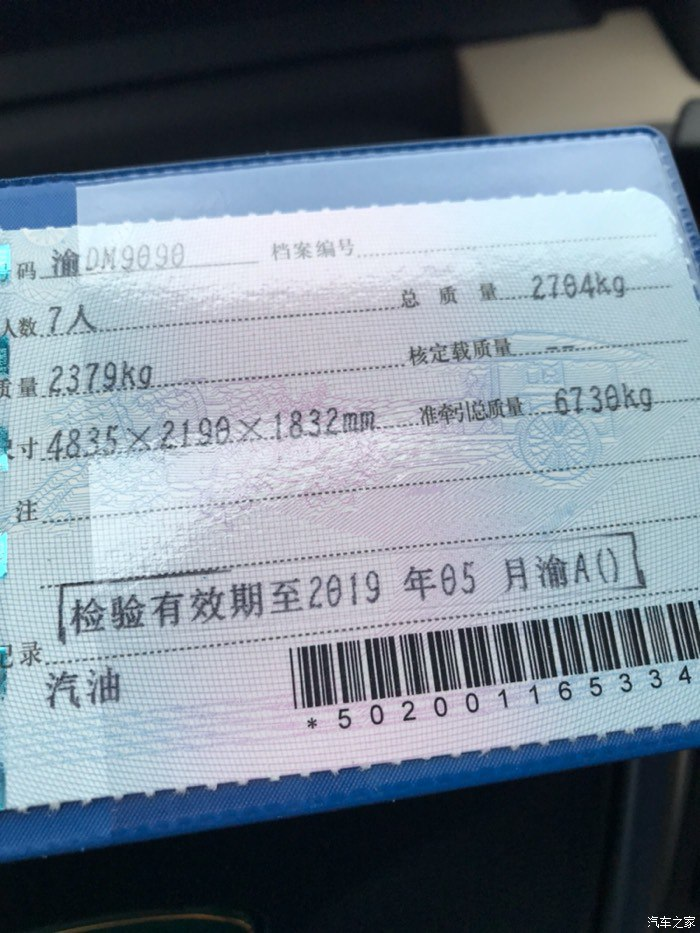 码 渝DM9090 档案编号
人数 7人 总质量 2704kg
质量 2379kg 核定载质量 --
寸 4835×2190×1832mm 准牵引总质量 6730kg
注
检验有效期至2019 年05 月渝A()
记录
汽油
*502001165334
汽车之家